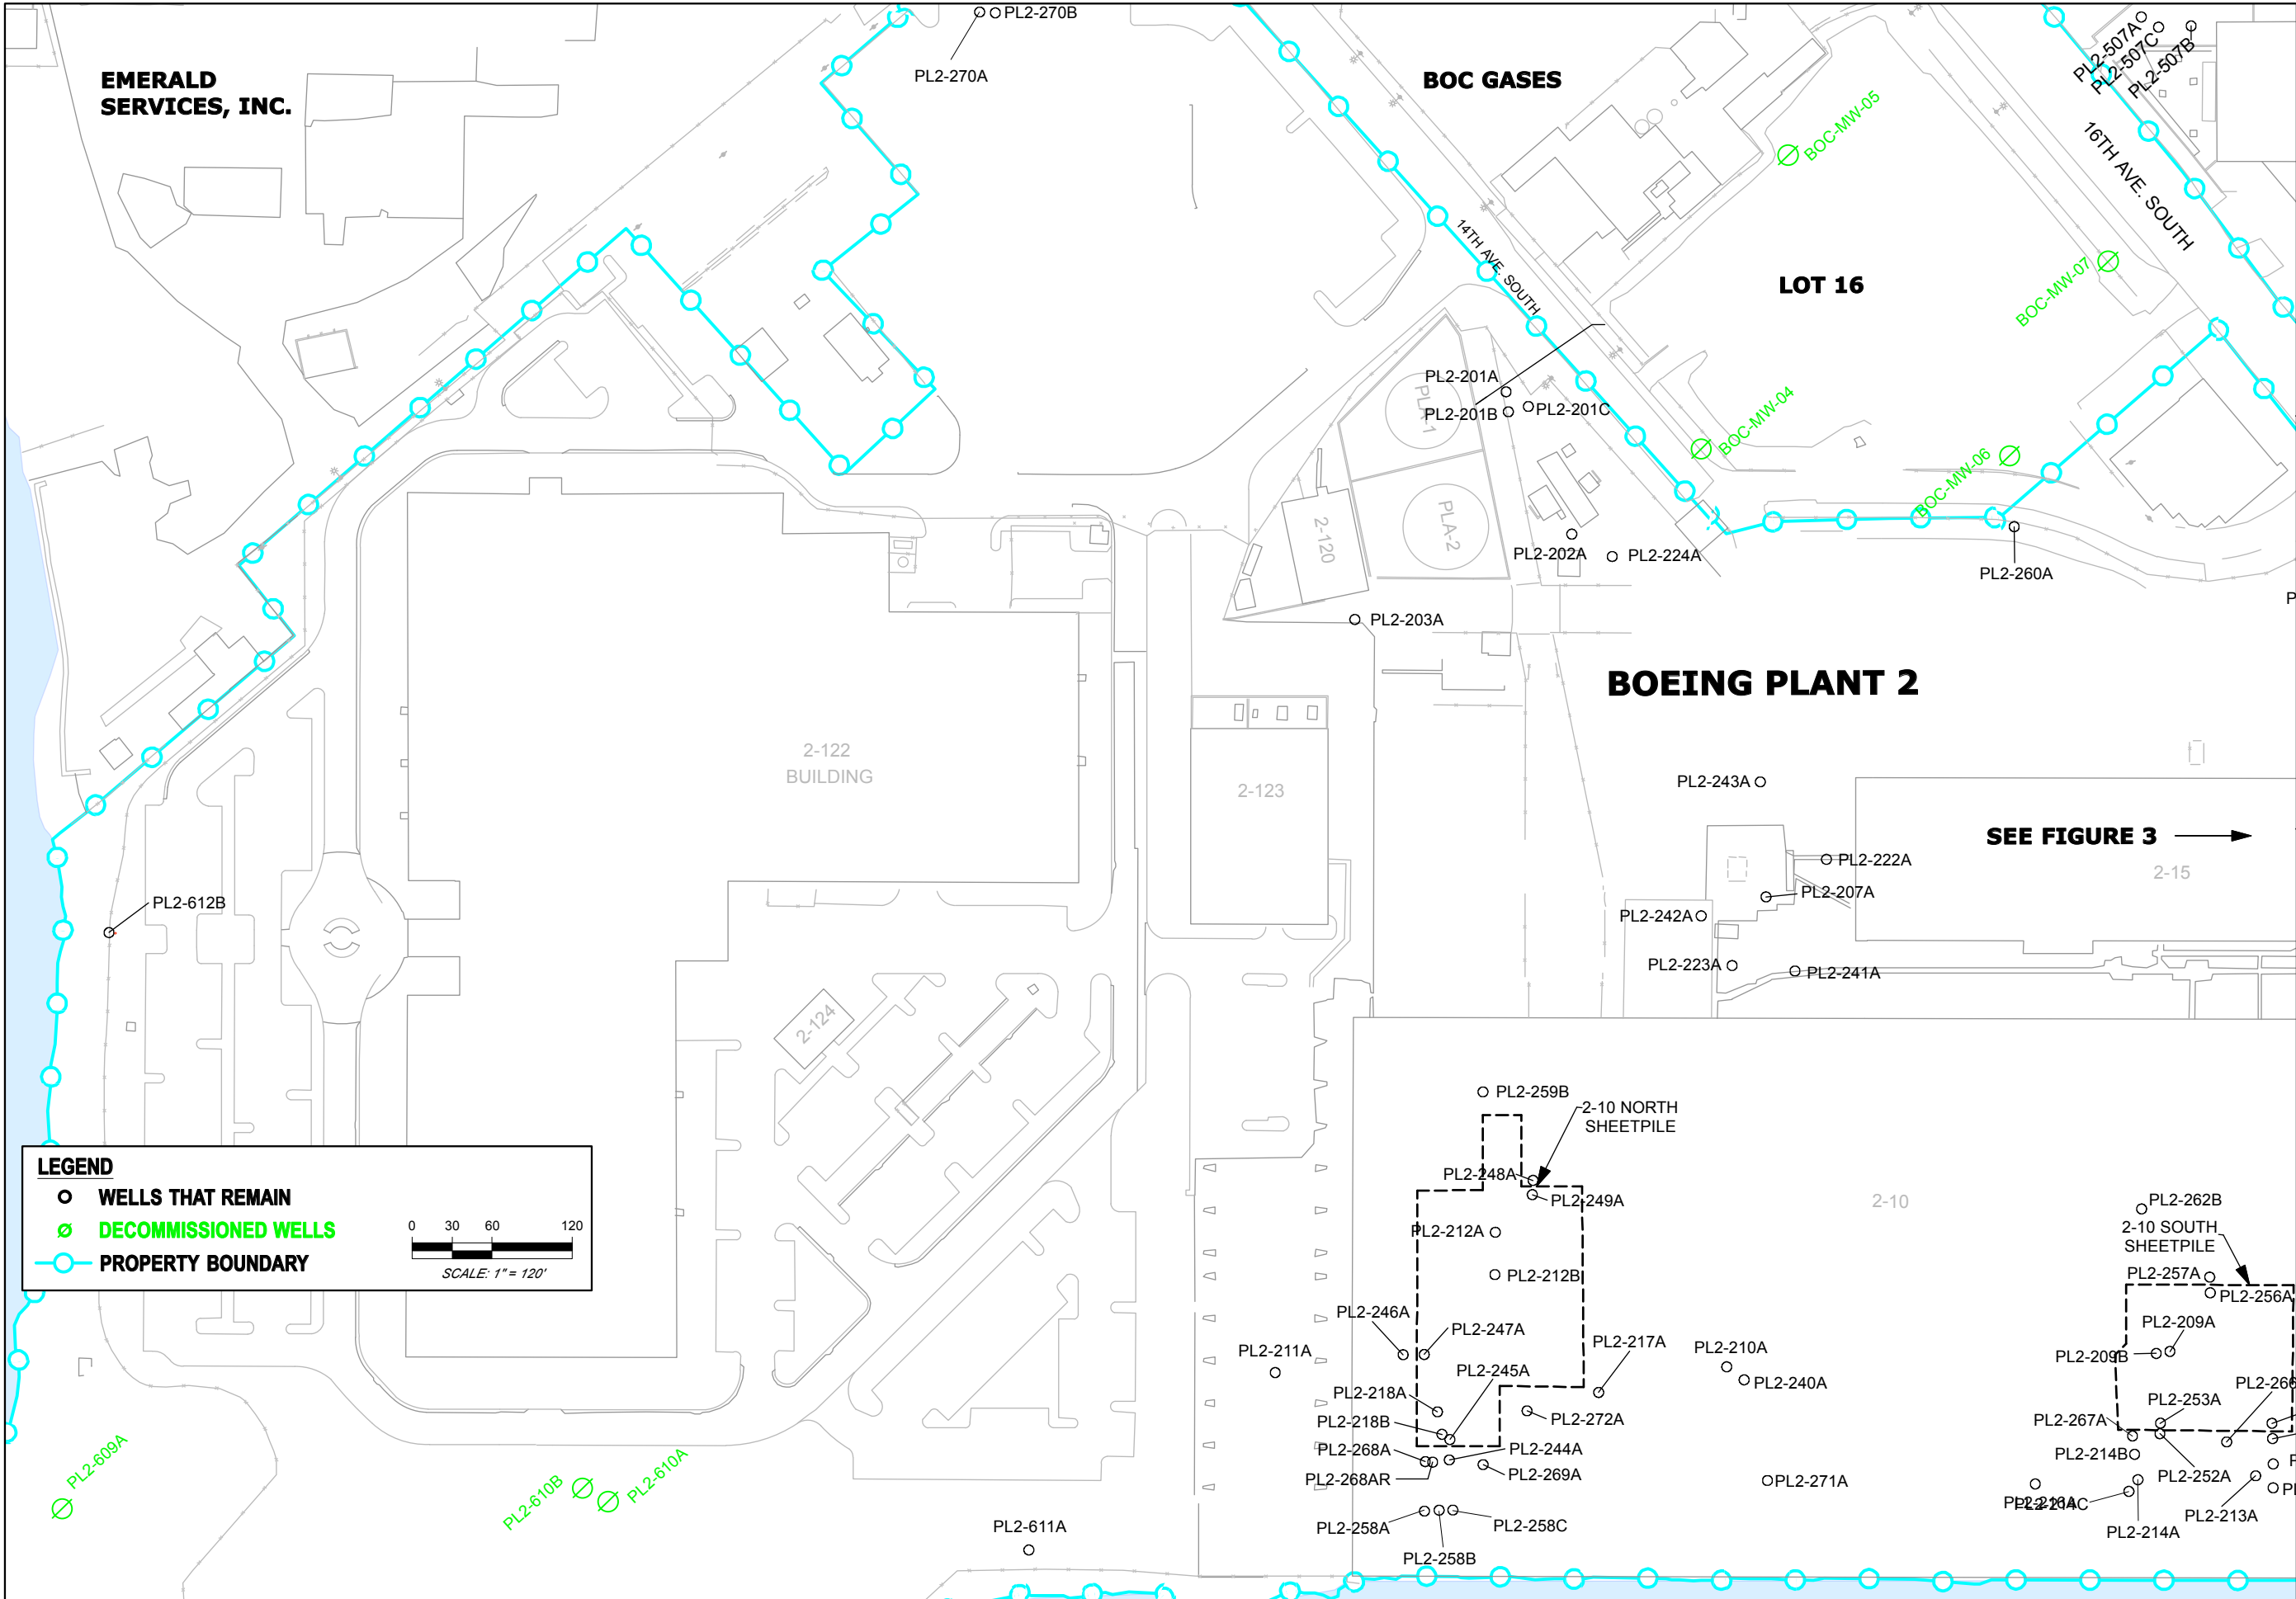 PL2-270B
PL2-270A
EMERALD
SERVICES, INC.
BOC GASES
PL2-507A
PL2-507C
PL2-507B
BOC-MW-05
16TH AVE. SOUTH
14TH AVE. SOUTH
BOC-MW-07
LOT 16
PL2-201A
PL2-201B
PL2-201C
PLA-1
BOC-MW-04
BOC-MW-06
PLA-2
2-120
PL2-202A
PL2-224A
PL2-260A
PL2-203A
BOEING PLANT 2
2-122
BUILDING
2-123
PL2-243A
SEE FIGURE 3
PL2-222A
2-15
PL2-207A
PL2-612B
PL2-242A
PL2-223A
PL2-241A
2-124
PL2-259B
2-10 NORTH
SHEETPILE
PL2-248A
PL2-249A
2-10
PL2-262B
PL2-212A
2-10 SOUTH
SHEETPILE
PL2-212B
PL2-257A
PL2-256A
LEGEND
WELLS THAT REMAIN
DECOMMISSIONED WELLS
PROPERTY BOUNDARY
0 30 60 120
SCALE: 1" = 120'
PL2-246A
PL2-247A
PL2-209A
PL2-217A
PL2-211A
PL2-210A
PL2-209B
PL2-245A
PL2-240A
PL2-266
PL2-218A
PL2-253A
PL2-272A
PL2-218B
PL2-267A
PL2-268A
PL2-244A
PL2-214B
PL2-268AR
PL2-269A
PL2-271A
PL2-252A
PL2-609A
PL2-610B
PL2-610A
PL2-216A
PL2-214C
PL2-213A
PL2-611A
PL2-258A
PL2-258C
PL2-214A
PL2-258B